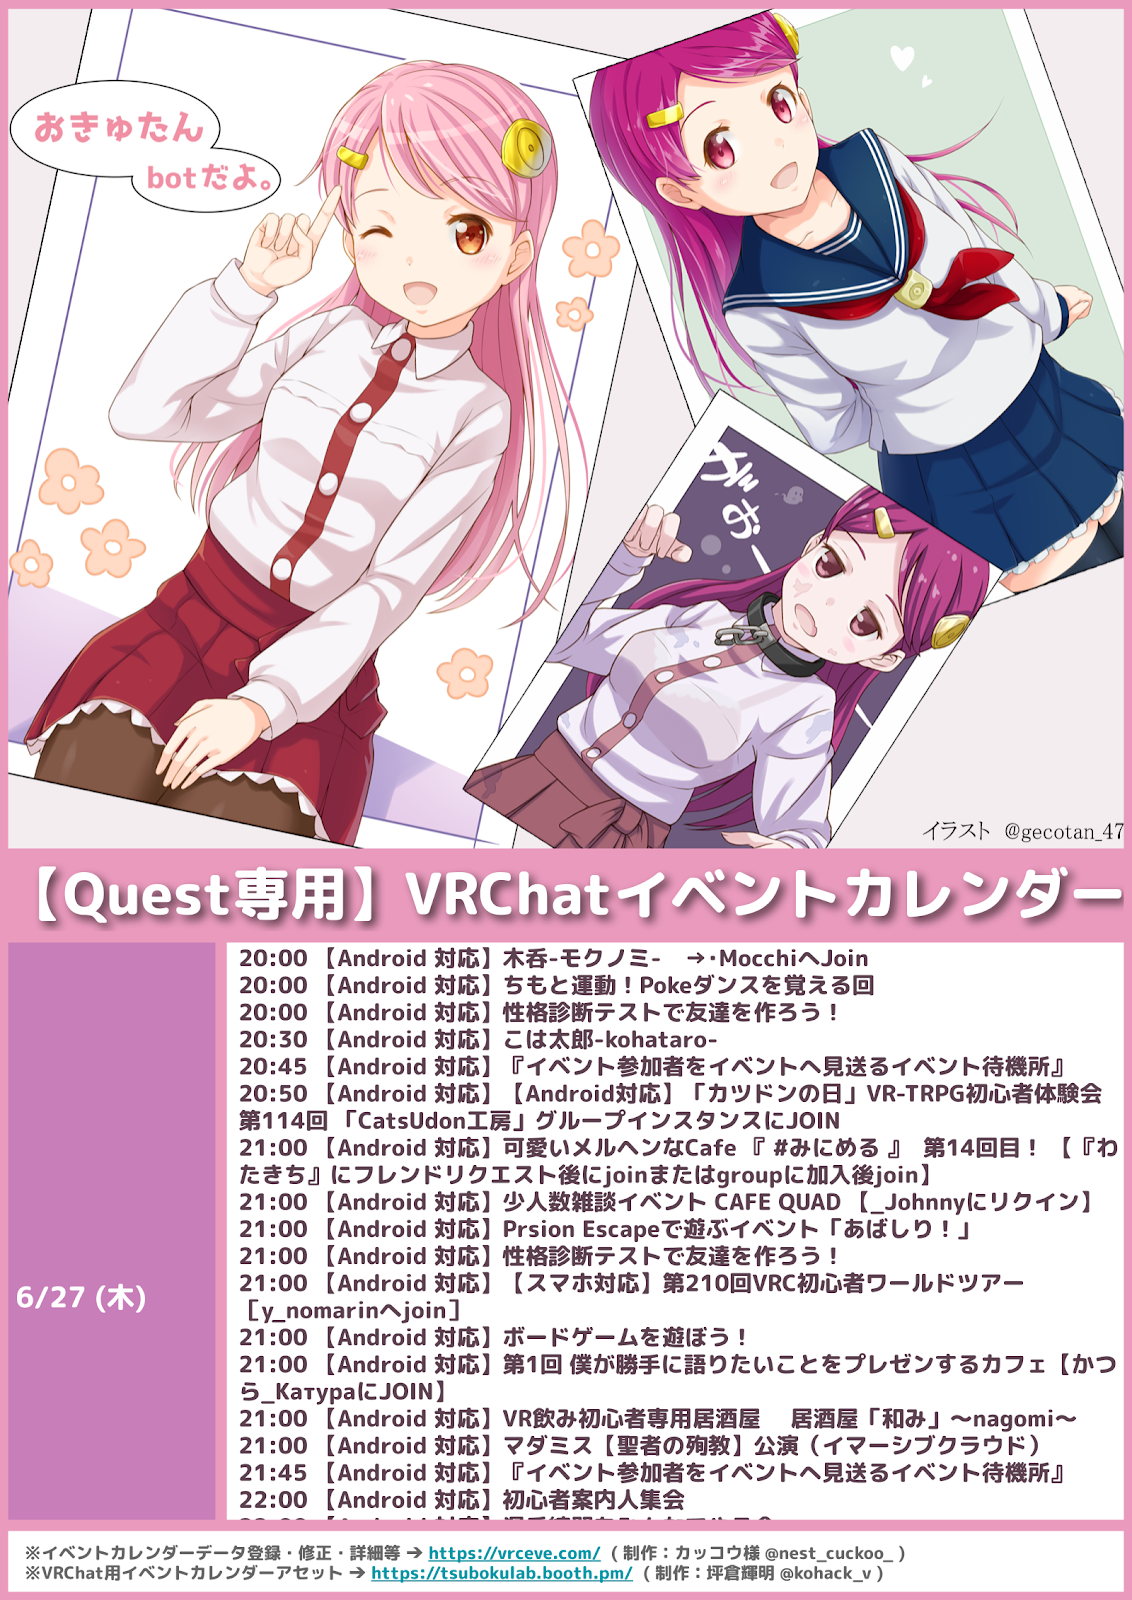 おきゅたん
botだよ。
がおー
イラスト @gecotan_47
【Quest専用】VRChatイベントカレンダー
6/27 (木)
20:00 【Android 対応】木呑-モクノミ-　→･MocchiへJoin
20:00 【Android 対応】ちもと運動！Pokeダンスを覚える回
20:00 【Android 対応】性格診断テストで友達を作ろう！
20:30 【Android 対応】こは太郎-kohataro-
20:45 【Android 対応】『イベント参加者をイベントへ見送るイベント待機所』
20:50 【Android 対応】【Android対応】「カツドンの日」VR-TRPG初心者体験会
第114回 「CatsUdon工房」グループインスタンスにJOIN
21:00 【Android 対応】可愛いメルヘンなCafe 『 #みにめる 』 第14回目！ 【『わ
たきち』にフレンドリクエスト後にjoinまたはgroupに加入後join】
21:00 【Android 対応】少人数雑談イベント CAFE QUAD 【_Johnnyにリクイン】
21:00 【Android 対応】Prsion Escapeで遊ぶイベント「あばしり！」
21:00 【Android 対応】性格診断テストで友達を作ろう！
21:00 【Android 対応】【スマホ対応】第210回VRC初心者ワールドツアー
［y_nomarinへjoin］
21:00 【Android 対応】ボードゲームを遊ぼう！
21:00 【Android 対応】第1回 僕が勝手に語りたいことをプレゼンするカフェ【かつ
ら_KaтypaにJOIN】
21:00 【Android 対応】VR飲み初心者専用居酒屋　居酒屋「和み」～nagomi～
21:00 【Android 対応】マダミス【聖者の殉教】公演（イマーシブクラウド）
21:45 【Android 対応】『イベント参加者をイベントへ見送るイベント待機所』
22:00 【Android 対応】初心者案内人集会
※イベントカレンダーデータ登録・修正・詳細等 → https://vrceve.com/ ( 制作：カッコウ様 @nest_cuckoo_ )
※VRChat用イベントカレンダーアセット → https://tsubokulab.booth.pm/ ( 制作：坪倉輝明 @kohack_v )